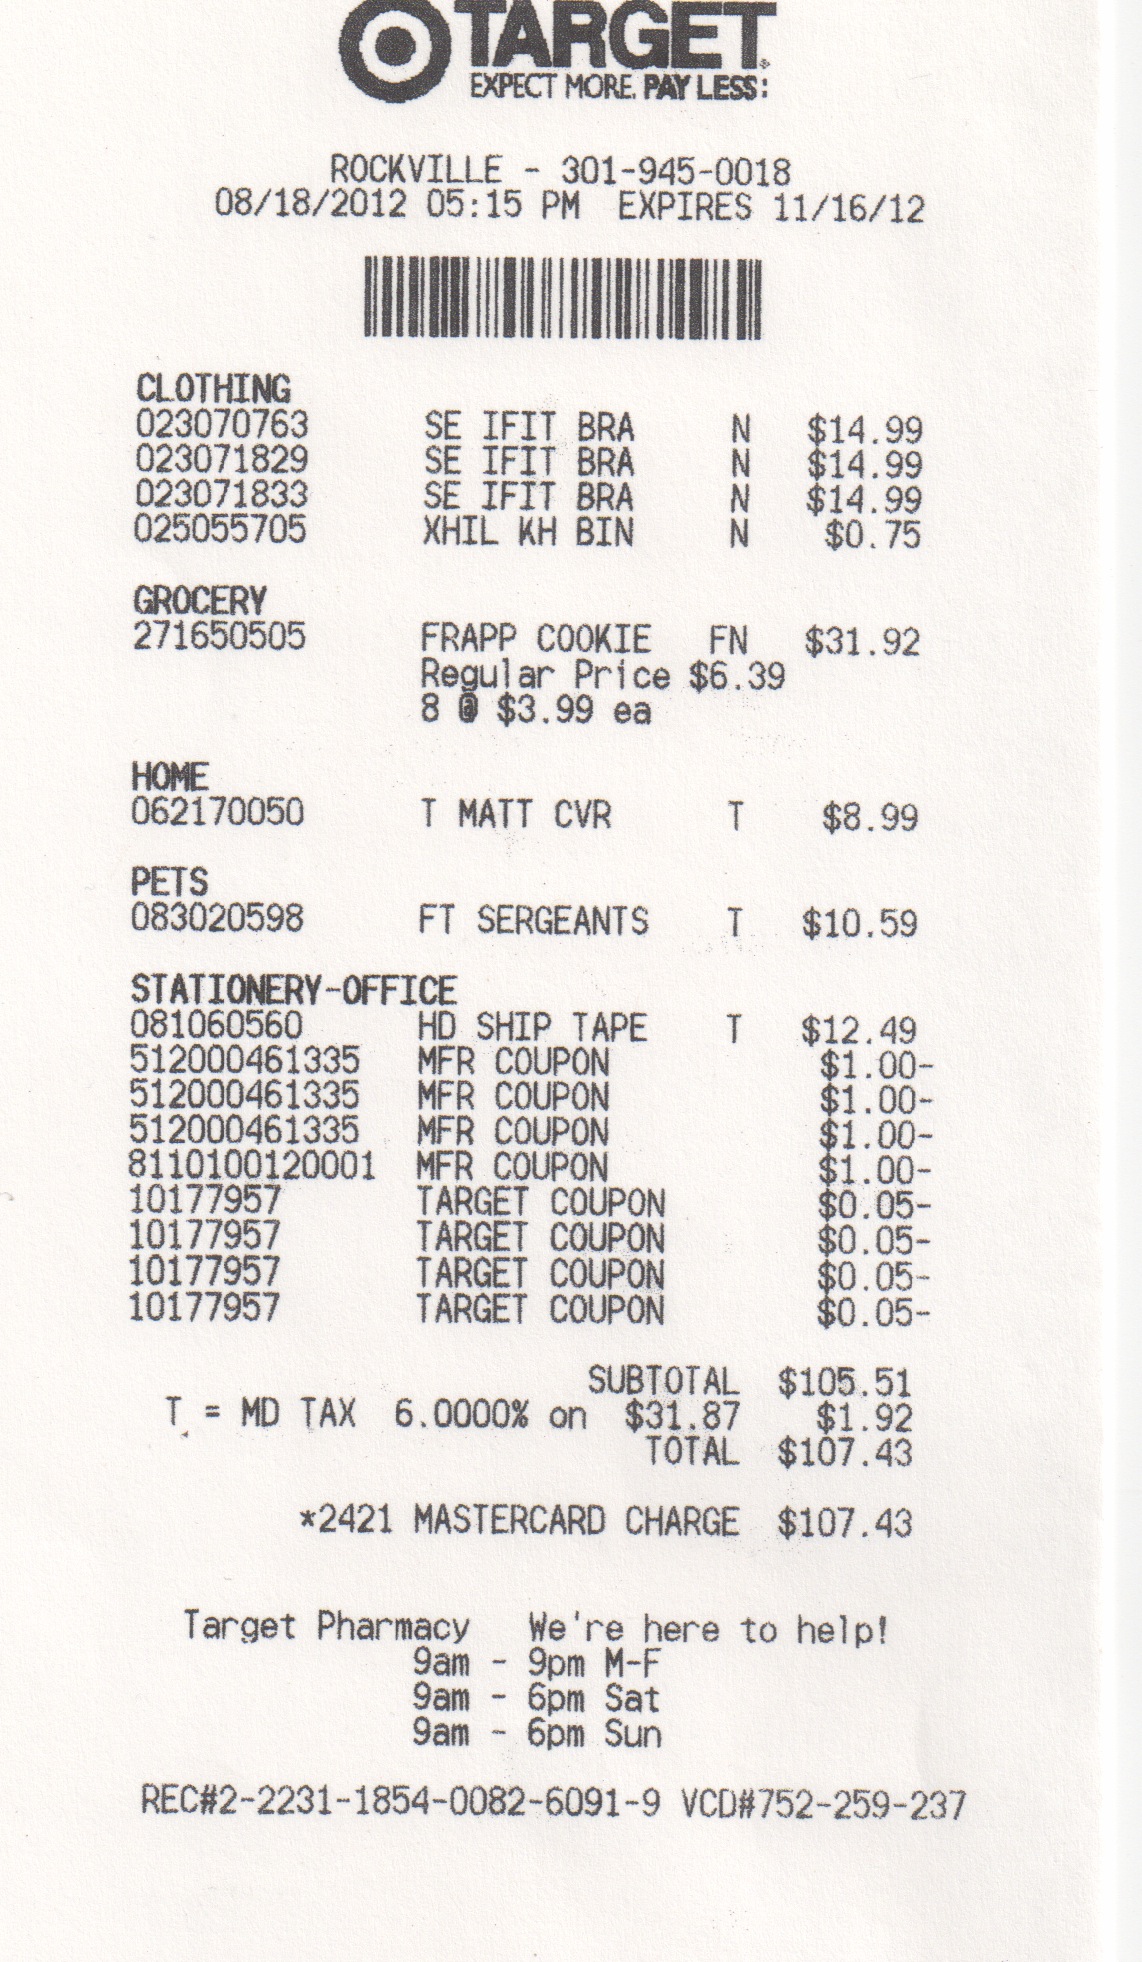 TARGET
EXPECT MORE. PAY LESS.
ROCKVILLE - 301-945-0018
08/18/2012 05:15 PM EXPIRES 11/16/12
CLOTHING
023070763 SE IFIT BRA N $14.99
023071829 SE IFIT BRA N $14.99
023071833 SE IFIT BRA N $14.99
025055705 XHIL KH BIN N $0.75
GROCERY
271650505 FRAPP COOKIE FN $31.92
Regular Price $6.39
8 @ $3.99 ea
HOME
062170050 T MATT CVR T $8.99
PETS
083020598 FT SERGEANTS T $10.59
STATIONERY-OFFICE
081060560 HD SHIP TAPE T $12.49
512000461335 MFR COUPON $1.00-
512000461335 MFR COUPON $1.00-
512000461335 MFR COUPON $1.00-
8110100120001 MFR COUPON $1.00-
10177957 TARGET COUPON $0.05-
10177957 TARGET COUPON $0.05-
10177957 TARGET COUPON $0.05-
10177957 TARGET COUPON $0.05-
SUBTOTAL $105.51
T = MD TAX 6.0000% on $31.87 $1.92
TOTAL $107.43
*2421 MASTERCARD CHARGE $107.43
Target Pharmacy We're here to help!
9am - 9pm M-F
9am - 6pm Sat
9am - 6pm Sun
REC#2-2231-1854-0082-6091-9 VCD#752-259-237